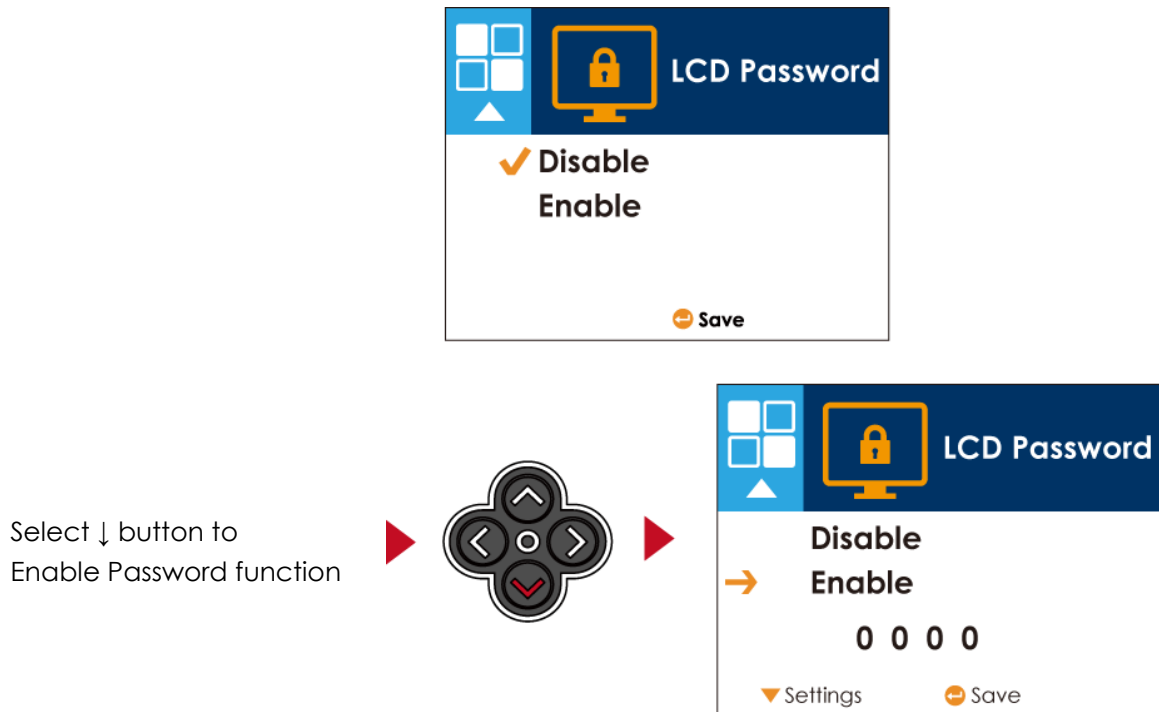 LCD Password
Disable
Enable
Save
Select ↓ button to
Enable Password function
LCD Password
Disable
Enable
0 0 0 0
Settings Save